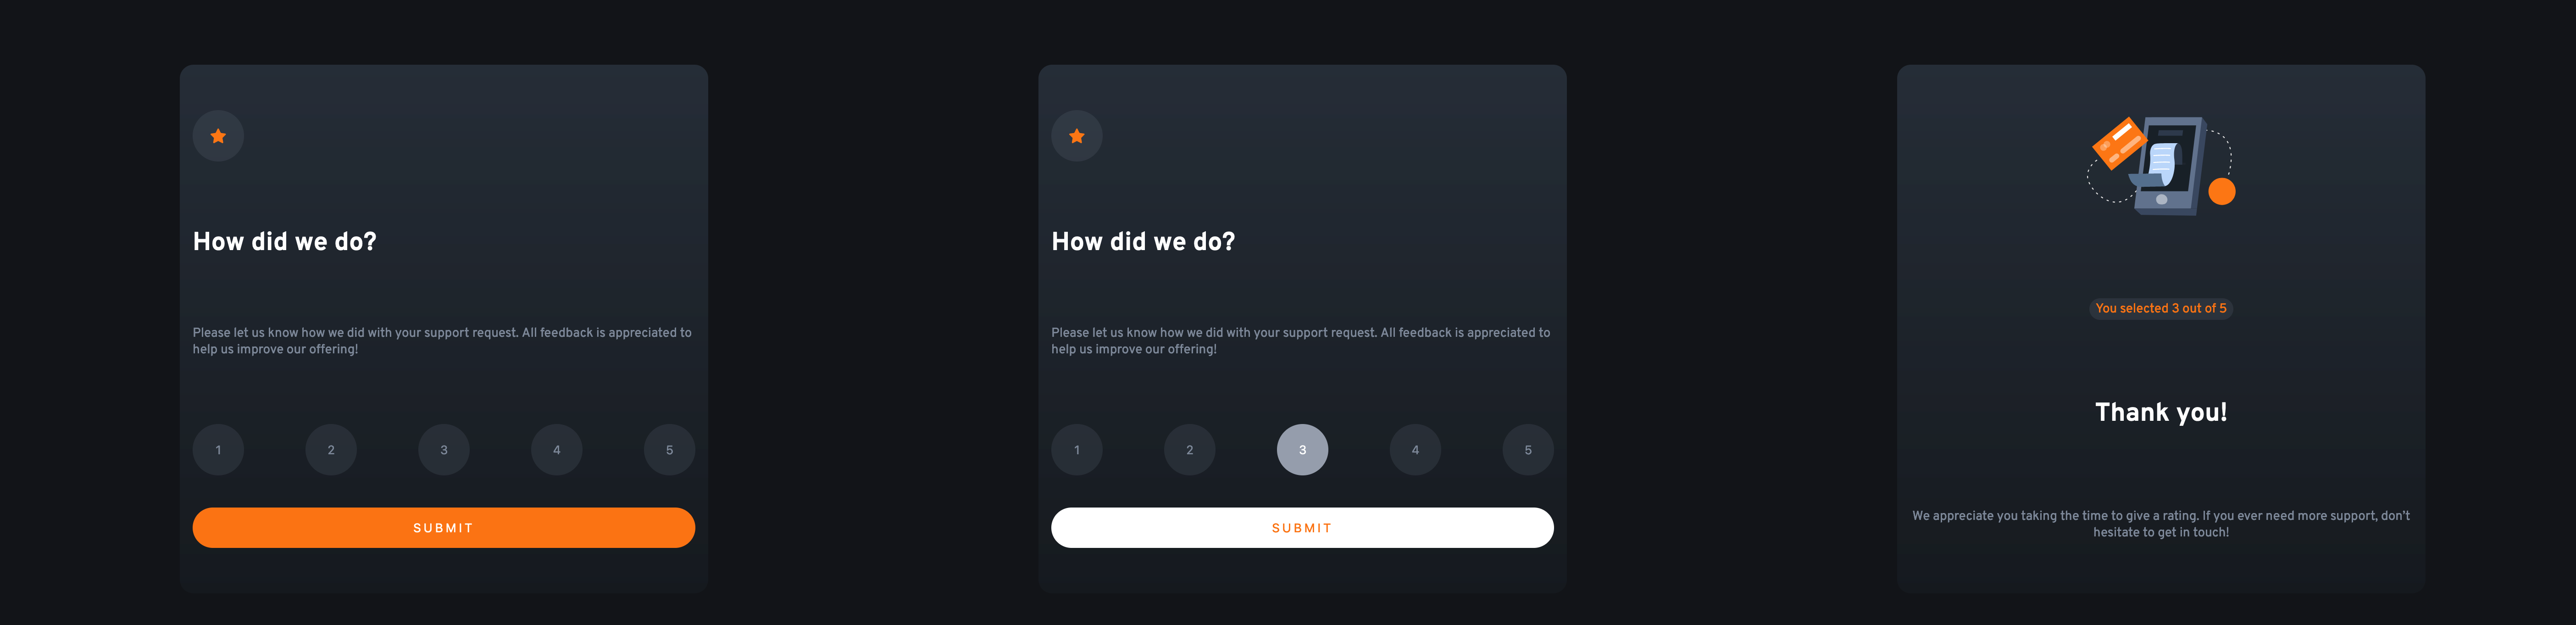 How did we do?
Please let us know how we did with your support request. All feedback is appreciated to
help us improve our offering!
1 2 3 4 5
SUBMIT
How did we do?
Please let us know how we did with your support request. All feedback is appreciated to
help us improve our offering!
1 2 3 4 5
SUBMIT
You selected 3 out of 5
Thank you!
We appreciate you taking the time to give a rating. If you ever need more support, don't
hesitate to get in touch!